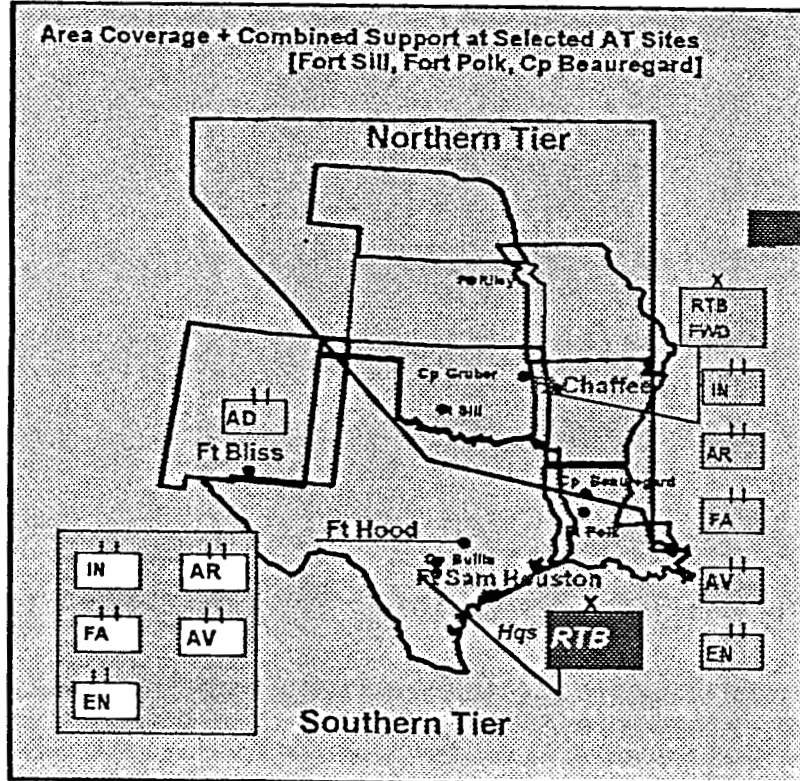 Area Coverage + Combined Support at Selected AT Sites
[Fort Sill, Fort Polk, Cp Beauregard]
Northern Tier
Ft Riley
X
RTB
FWD
Cp Gruber
Chaffee
IN
AD
Ft Sill
Ft Bliss
AR
Cp Beauregard
Ft Polk
FA
Ft Hood
Cp Bullis
Ft Sam Houston
IN
AR
AV
X
Hqs
RTB
FA
AV
EN
EN
Southern Tier